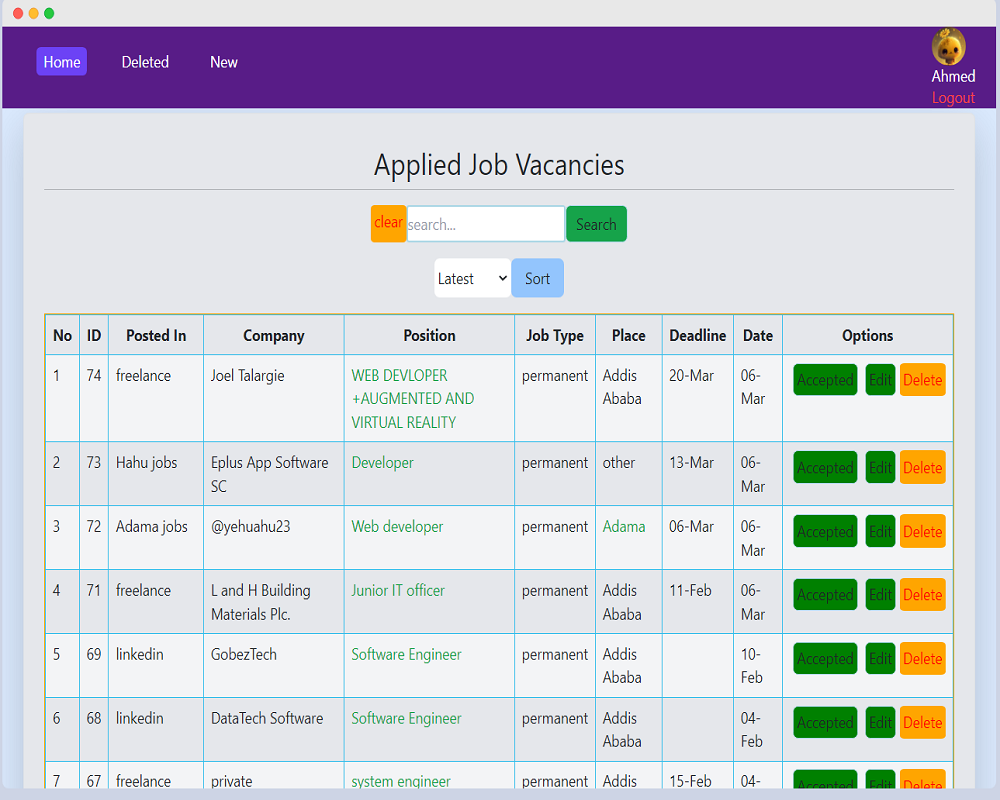 Home Deleted New
Ahmed
Logout
Applied Job Vacancies
clear search... Search
Latest Sort
No ID Posted In Company Position Job Type Place Deadline Date Options
1 74 freelance Joel Talargie WEB DEVLOPER permanent Addis 20-Mar 06- Accepted Edit Delete
+AUGMENTED AND Ababa Mar
VIRTUAL REALITY
2 73 Hahu jobs Eplus App Software Developer permanent other 13-Mar 06- Accepted Edit Delete
SC Mar
3 72 Adama jobs @yehuahu23 Web developer permanent Adama 06-Mar 06- Accepted Edit Delete
Mar
4 71 freelance L and H Building Junior IT officer permanent Addis 11-Feb 06- Accepted Edit Delete
Materials Plc. Ababa Mar
5 69 linkedin GobezTech Software Engineer permanent Addis 10- Accepted Edit Delete
Ababa Feb
6 68 linkedin DataTech Software Software Engineer permanent Addis 04- Accepted Edit Delete
Ababa Feb
7 67 freelance private system engineer permanent Addis 15-Feb 04- Accepted Edit Delete